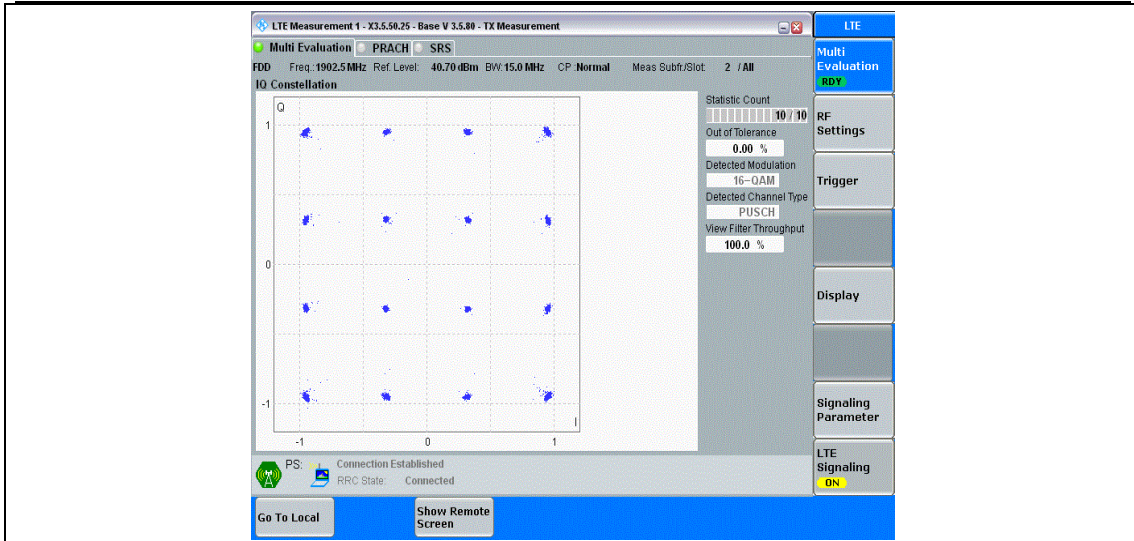 LTE Measurement 1 - X3.5.50.25 - Base V 3.5.80 - TX Measurement
LTE
Multi Evaluation PRACH SRS
FDD Freq.:1902.5 MHz Ref. Level: 40.70 dBm BW:15.0 MHz CP :Normal Meas Subfr./Slot: 2 / All
IQ Constellation
Q
1
0
-1
I
-1 0 1
Statistic Count
10 / 10
Out of Tolerance
0.00 %
Detected Modulation
16-QAM
Detected Channel Type
PUSCH
View Filter Throughput
100.0 %
Multi
Evaluation
RDY
RF
Settings
Trigger
Display
Signaling
Parameter
LTE
Signaling
ON
PS: Connection Established
RRC State: Connected
Go To Local
Show Remote
Screen